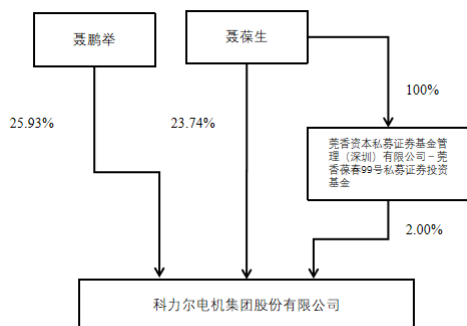 聂鹏举
聂葆生
25.93%
23.74%
100%
莞香资本私募证券基金管
理（深圳）有限公司－莞
香葆春99号私募证券投资
基金
2.00%
科力尔电机集团股份有限公司